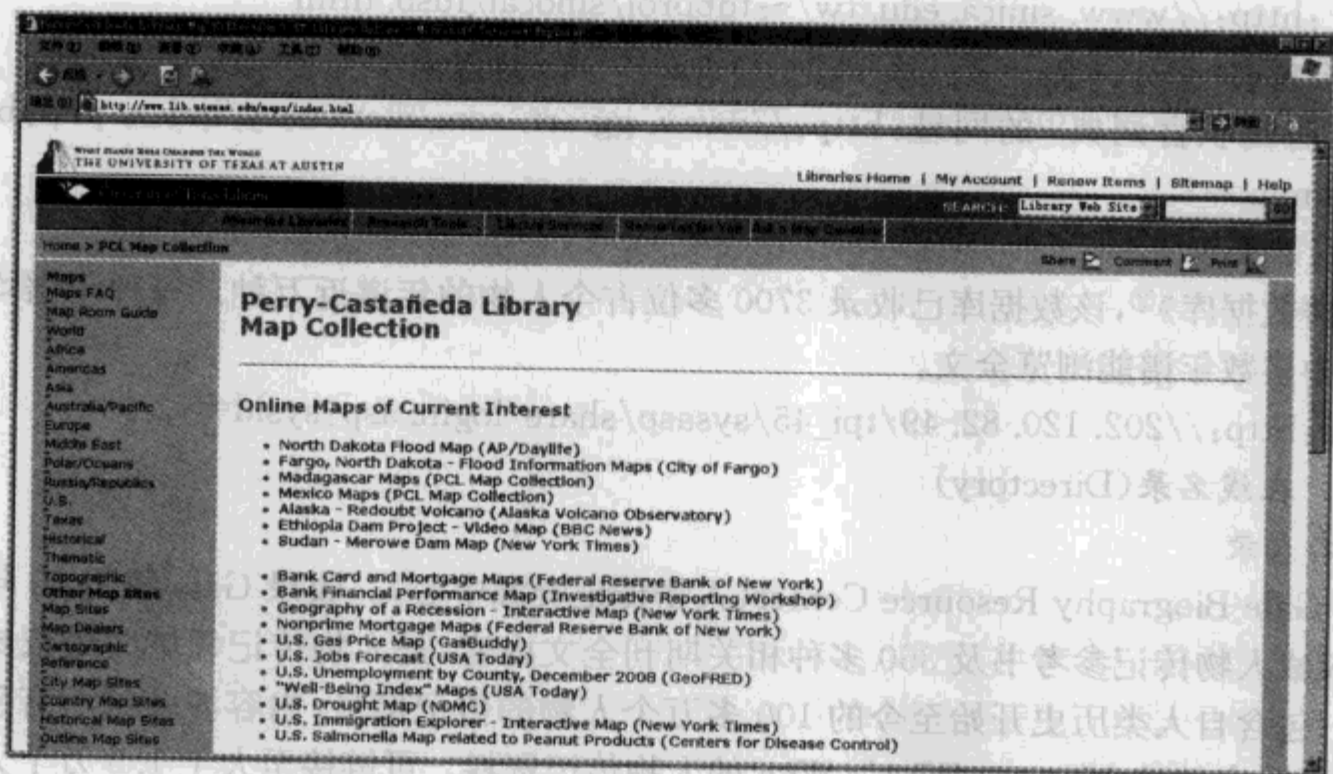 http://www.lib.utexas.edu/maps/index.html
THE UNIVERSITY OF TEXAS AT AUSTIN
Libraries Home | My Account | Renew Items | Sitemap | Help
SEARCH: Library Web Site
Home > PCL Map Collection
Share Comment Print
Maps
Maps FAQ
Map Room Guide
World
Africa
Americas
Asia
Australia/Pacific
Europe
Middle East
Polar/Oceans
Russia/Republics
U.S.
Texas
Historical
Thematic
Topographic
Other Map Sites
Map Sites
Map Dealers
Cartographic
Reference
City Map Sites
Country Map Sites
Historical Map Sites
Outline Map Sites
Perry-Castañeda Library
Map Collection
Online Maps of Current Interest
• North Dakota Flood Map (AP/Daylife)
• Fargo, North Dakota - Flood Information Maps (City of Fargo)
• Madagascar Maps (PCL Map Collection)
• Mexico Maps (PCL Map Collection)
• Alaska - Redoubt Volcano (Alaska Volcano Observatory)
• Ethiopia Dam Project - Video Map (BBC News)
• Sudan - Merowe Dam Map (New York Times)
• Bank Card and Mortgage Maps (Federal Reserve Bank of New York)
• Bank Financial Performance Map (Investigative Reporting Workshop)
• Geography of a Recession - Interactive Map (New York Times)
• Nonprime Mortgage Maps (Federal Reserve Bank of New York)
• U.S. Gas Price Map (GasBuddy)
• U.S. Jobs Forecast (USA Today)
• U.S. Unemployment by County, December 2008 (GeoFRED)
• "Well-Being Index" Maps (USA Today)
• U.S. Drought Map (NDMC)
• U.S. Immigration Explorer - Interactive Map (New York Times)
• U.S. Salmonella Map related to Peanut Products (Centers for Disease Control)